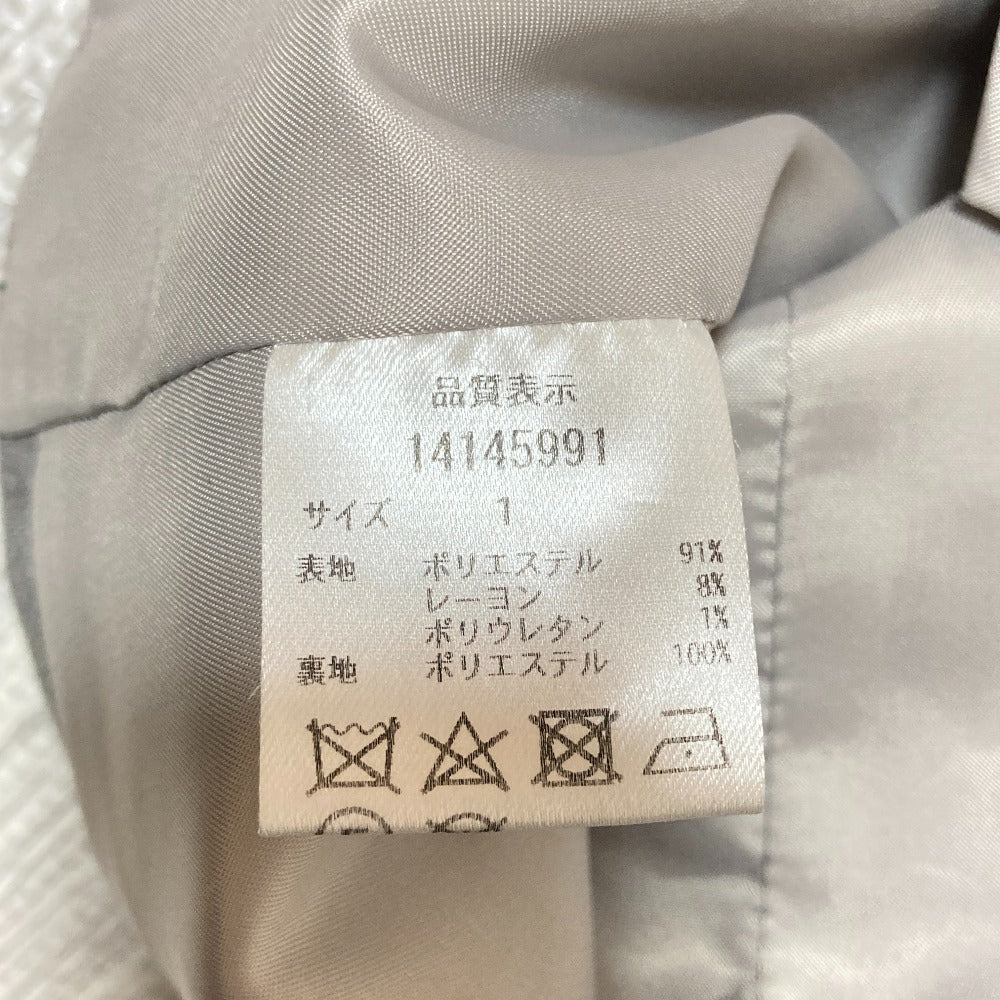 品質表示
14145991
サイズ 1
表地 ポリエステル 91%
レーヨン 8%
ポリウレタン 1%
裏地 ポリエステル 100%